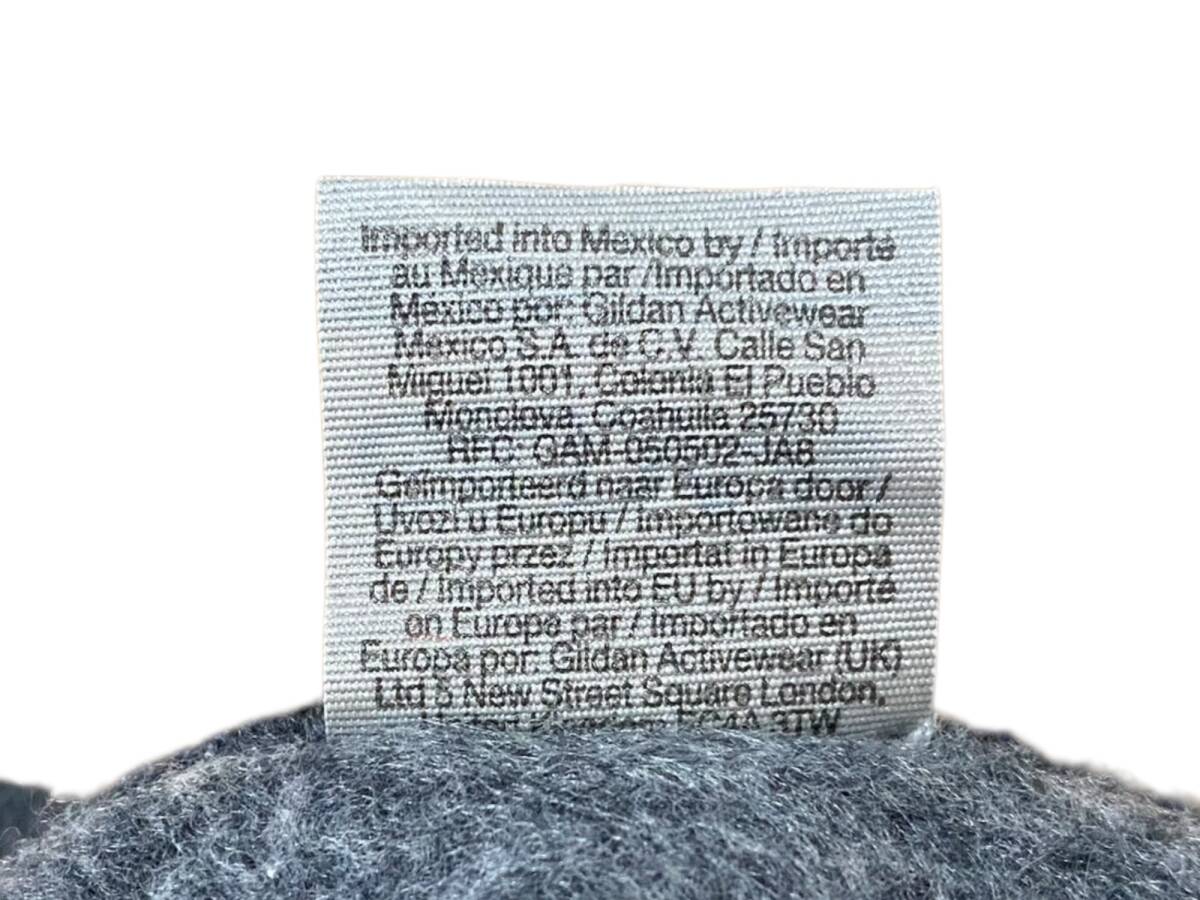 Imported into Mexico by / Importé
au Mexique par /Importado en
Mexico por: Gildan Activewear
Mexico S.A. de C.V. Calle San
Miguel 1001, Colonia El Pueblo
Monclova, Coahuila 25730
RFC: GAM-050502-JA8
Geïmporteerd naar Europa door /
Uvozi u Europu / Importowane do
Europy przez / Importat in Europa
de / Imported into EU by / Importé
en Europe par / Importado en
Europa por: Gildan Activewear (UK)
Ltd 5 New Street Square London,
EC4A 3TW